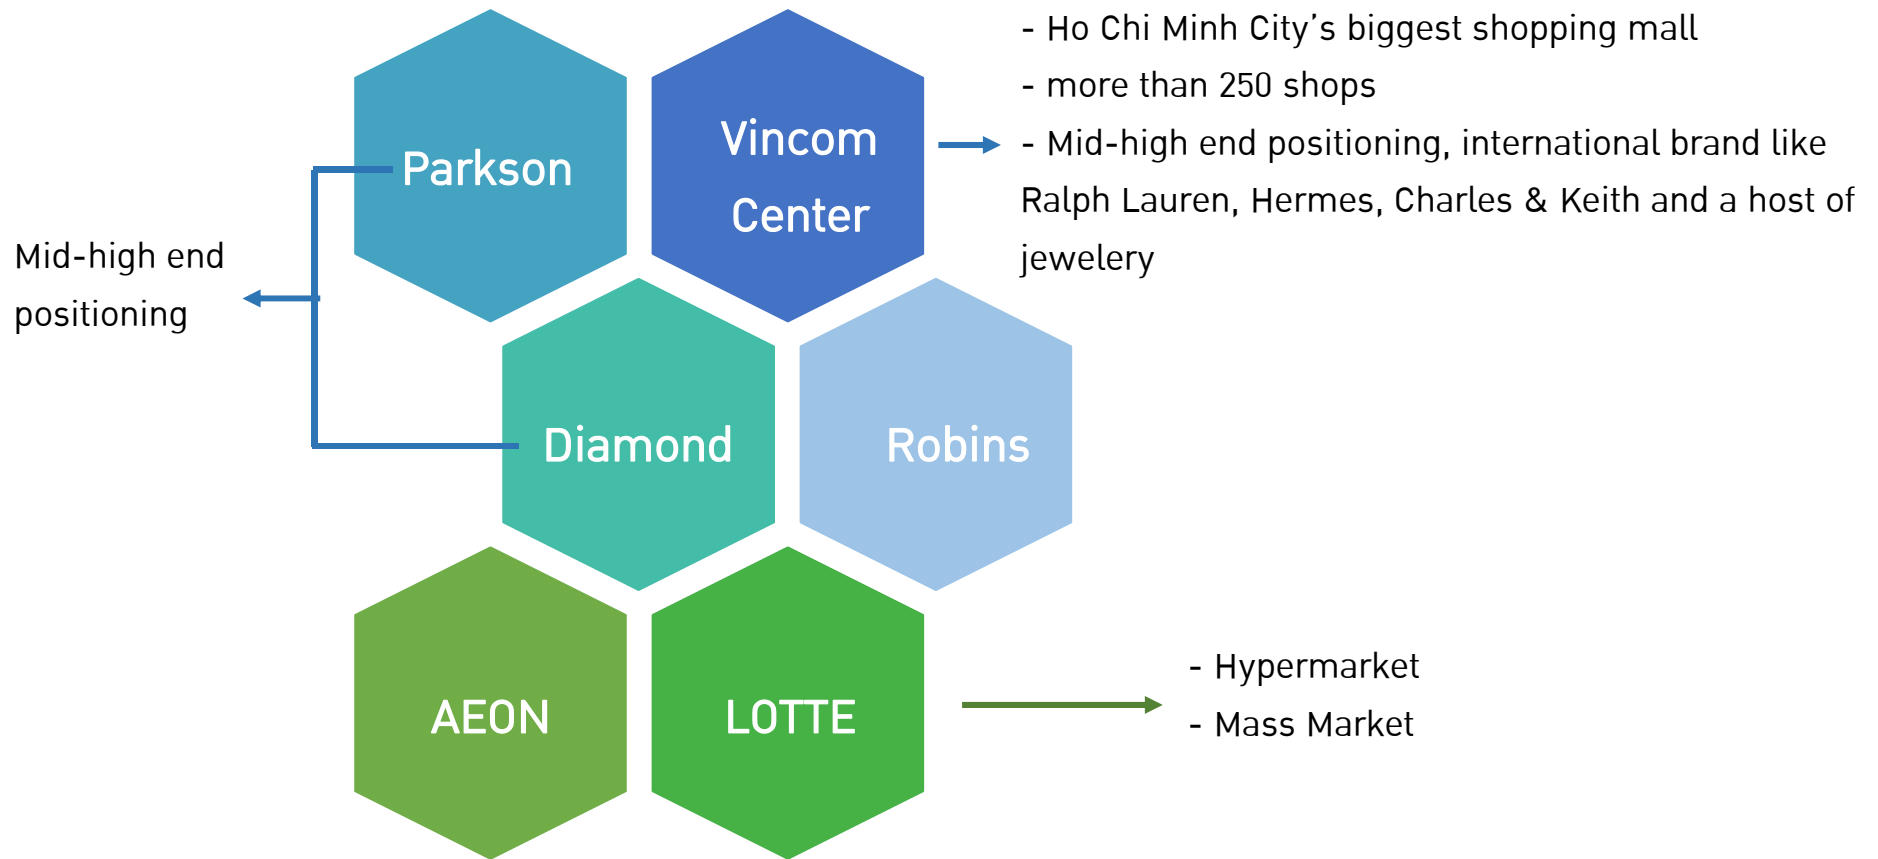 - Ho Chi Minh City’s biggest shopping mall
- more than 250 shops
- Mid-high end positioning, international brand like
Ralph Lauren, Hermes, Charles & Keith and a host of
jewelery
Parkson
Vincom
Center
Mid-high end
positioning
Diamond
Robins
AEON
LOTTE
- Hypermarket
- Mass Market